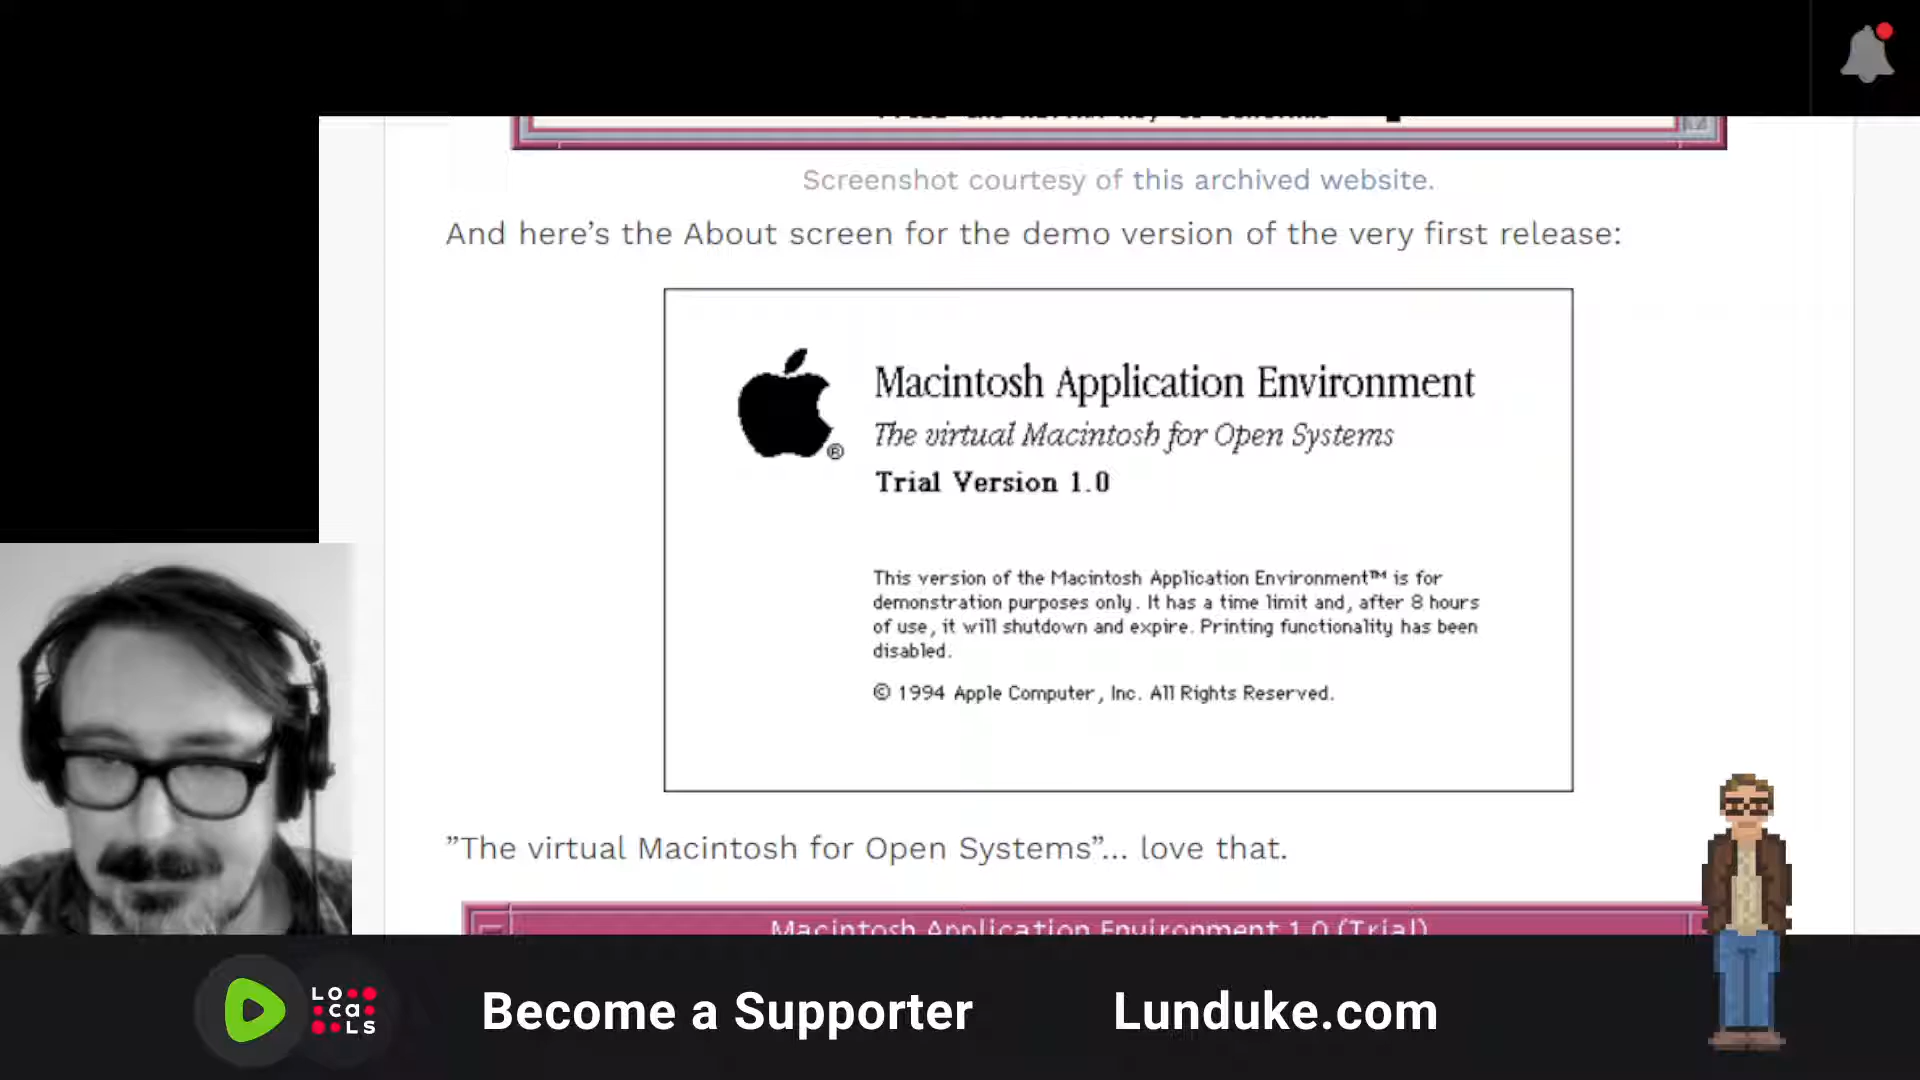 Screenshot courtesy of this archived website.
And here’s the About screen for the demo version of the very first release:
Macintosh Application Environment
The virtual Macintosh for Open Systems
®
Trial Version 1.0
This version of the Macintosh Application Environment™ is for
demonstration purposes only. It has a time limit and, after 8 hours
of use, it will shutdown and expire. Printing functionality has been
disabled.
© 1994 Apple Computer, Inc. All Rights Reserved.
”The virtual Macintosh for Open Systems”... love that.
Macintosh Application Environment 1.0 (Trial)
LOcaLS
Become a Supporter
Lunduke.com